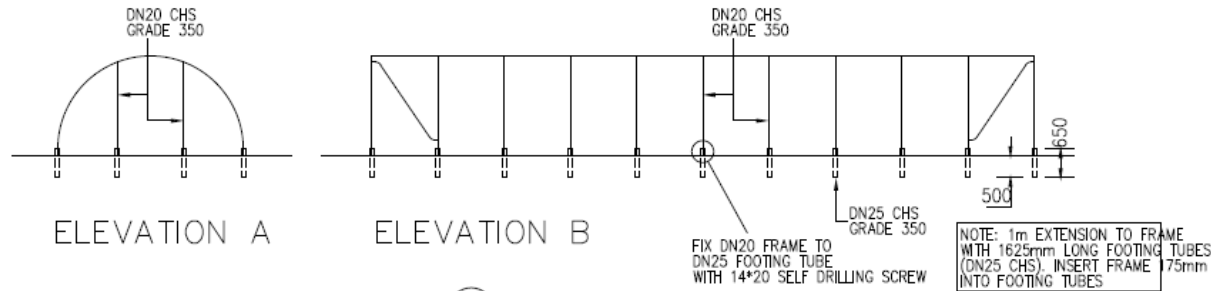 DN20 CHS
GRADE 350
DN20 CHS
GRADE 350
650
500
ELEVATION A
ELEVATION B
DN25 CHS
GRADE 350
FIX DN20 FRAME TO
DN25 FOOTING TUBE
WITH 14*20 SELF DRILLING SCREW
NOTE: 1m EXTENSION TO FRAME
WITH 1625mm LONG FOOTING TUBES
(DN25 CHS). INSERT FRAME 175mm
INTO FOOTING TUBES